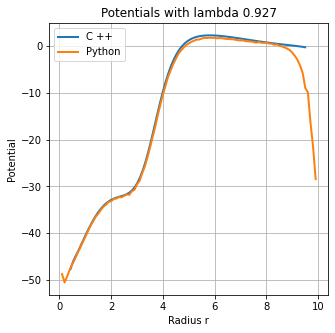 Potentials with lambda 0.927
C ++
Python
Potential
0
−10
−20
−30
−40
−50
0 2 4 6 8 10
Radius r